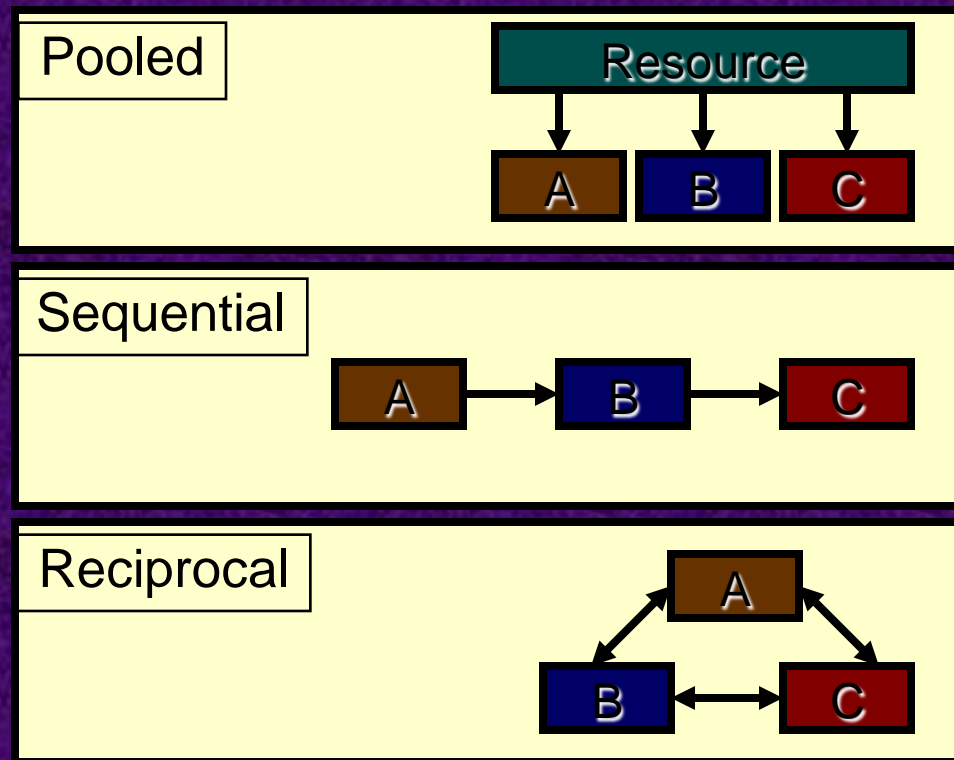 Pooled
Resource
A B C
Sequential
A B C
Reciprocal
A
B C